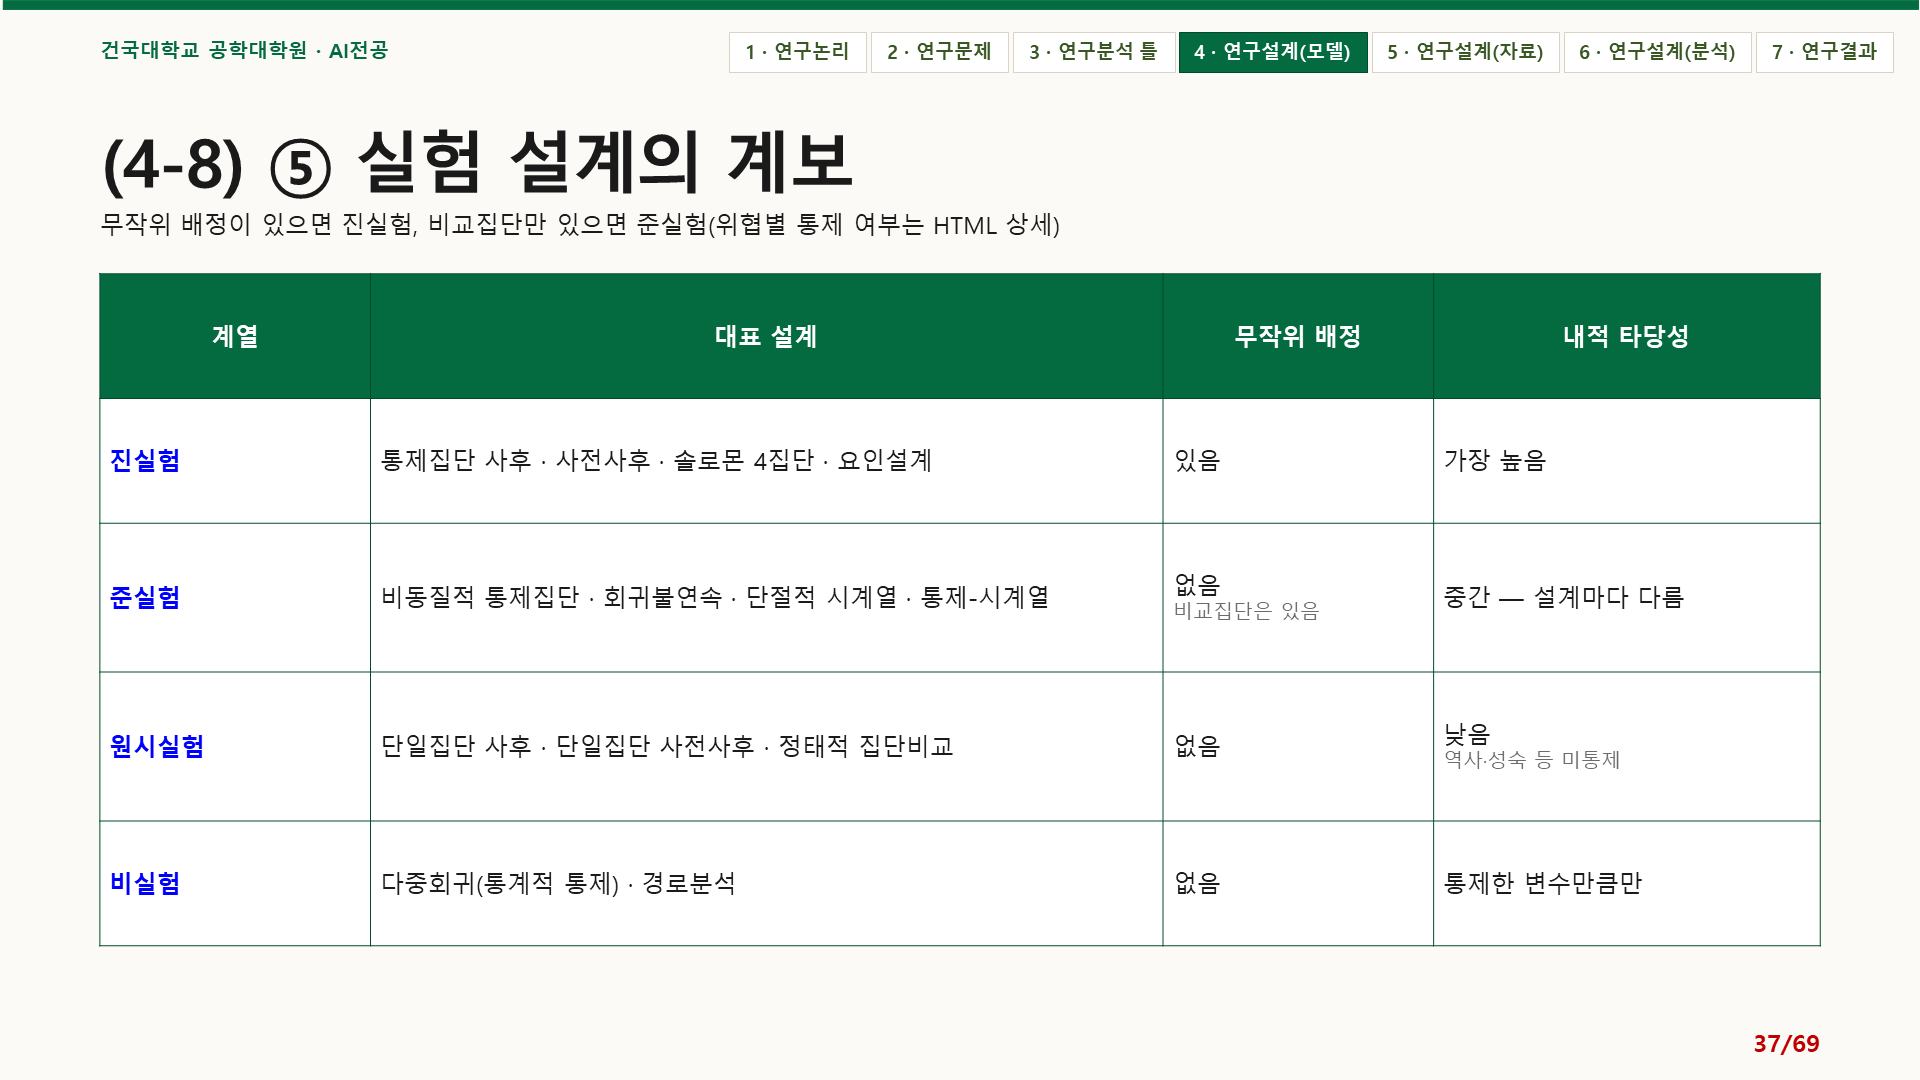 건국대학교 공학대학원 · AI전공
1 · 연구논리
2 · 연구문제
3 · 연구분석 틀
4 · 연구설계(모델)
5 · 연구설계(자료)
6 · 연구설계(분석)
7 · 연구결과
(4-8) ⑤ 실험 설계의 계보
무작위 배정이 있으면 진실험, 비교집단만 있으면 준실험(위협별 통제 여부는 HTML 상세)
계열
대표 설계
무작위 배정
내적 타당성
진실험
통제집단 사후 · 사전사후 · 솔로몬 4집단 · 요인설계
있음
가장 높음
준실험
비동질적 통제집단 · 회귀불연속 · 단절적 시계열 · 통제-시계열
없음
비교집단은 있음
중간 — 설계마다 다름
원시실험
단일집단 사후 · 단일집단 사전사후 · 정태적 집단비교
없음
낮음
역사·성숙 등 미통제
비실험
다중회귀(통계적 통제) · 경로분석
없음
통제한 변수만큼만
37/69